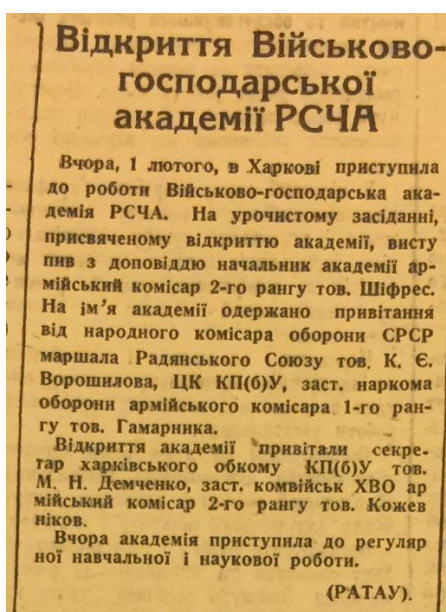 Відкриття Військово-
господарської
академії РСЧА
Вчора, 1 лютого, в Харкові приступила
до роботи Військово-господарська ака-
демія РСЧА. На урочистому засіданні,
присвяченому відкриттю академії, висту
пив з доповіддю начальник академії ар-
мійський комісар 2-го рангу тов. Шіфрес.
На ім'я академії одержано привітання
від народного комісара оборони СРСР
маршала Радянського Союзу тов. К. Є.
Ворошилова, ЦК КП(б)У, заст. наркома
оборони армійського комісара 1-го ран-
гу тов. Гамарника.
Відкриття академії привітали секре-
тар харківського обкому КП(б)У тов.
М. Н. Демченко, заст. комвійськ ХВО ар
мійський комісар 2-го рангу тов. Кожев
ніков.
Вчора академія приступила до регуляр
ної навчальної і наукової роботи.
(РАТАУ).